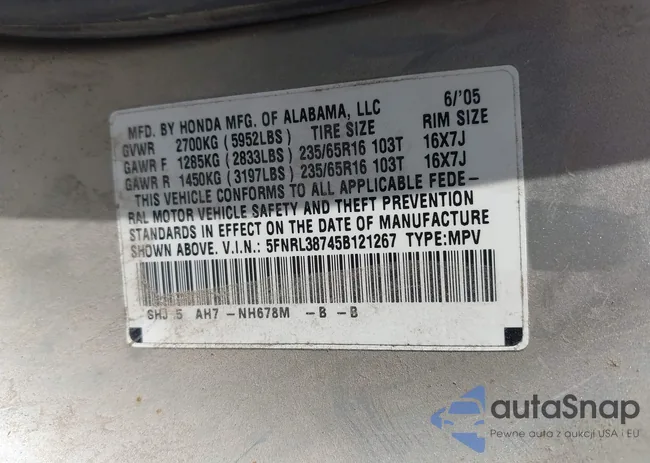 MFD. BY HONDA MFG. OF ALABAMA, LLC 6/'05
GVWR 2700KG (5952LBS) TIRE SIZE RIM SIZE
GAWR F 1285KG (2833LBS) 235/65R16 103T 16X7J
GAWR R 1450KG (3197LBS) 235/65R16 103T 16X7J
THIS VEHICLE CONFORMS TO ALL APPLICABLE FEDE-
RAL MOTOR VEHICLE SAFETY AND THEFT PREVENTION
STANDARDS IN EFFECT ON THE DATE OF MANUFACTURE
SHOWN ABOVE. V.I.N.: 5FNRL38745B121267 TYPE:MPV
SHJ 5 AH7 -NH678M -B -B
autaSnap
Pewne auta z aukcji USA i EU